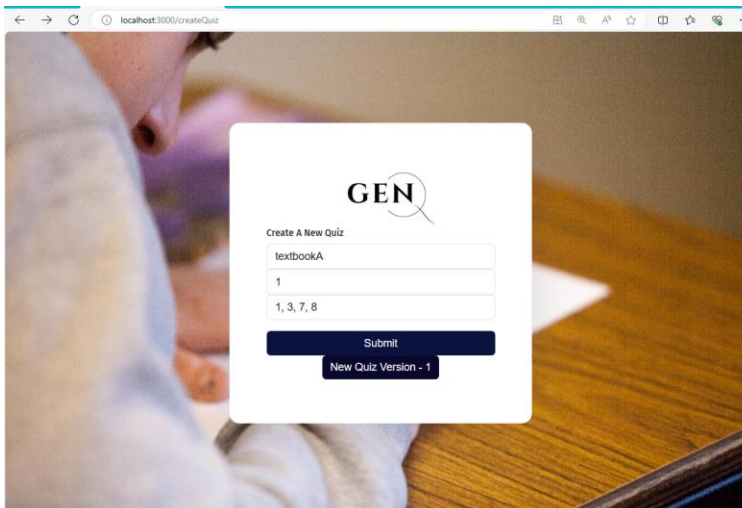 localhost:3000/createQuiz
GEN
Create A New Quiz
textbookA
1
1, 3, 7, 8
Submit
New Quiz Version - 1